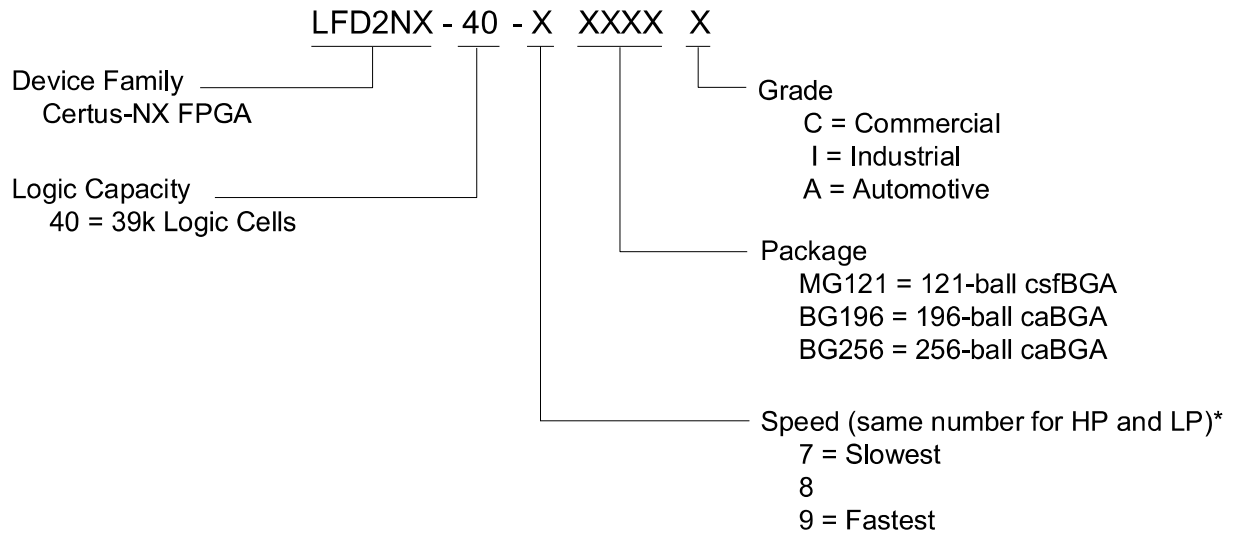 LFD2NX - 40 - X XXXX X
Device Family
Certus-NX FPGA
Logic Capacity
40 = 39k Logic Cells
Grade
C = Commercial
I = Industrial
A = Automotive
Package
MG121 = 121-ball csfBGA
BG196 = 196-ball caBGA
BG256 = 256-ball caBGA
Speed (same number for HP and LP)*
7 = Slowest
8
9 = Fastest